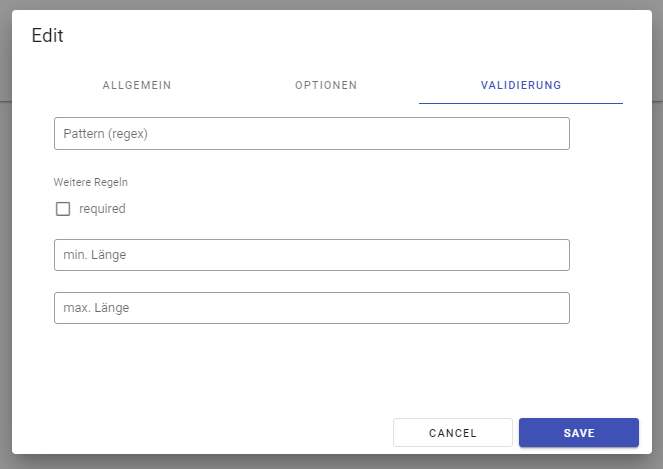 Edit
ALLGEMEIN OPTIONEN VALIDIERUNG
Pattern (regex)
Weitere Regeln
required
min. Länge
max. Länge
CANCEL SAVE